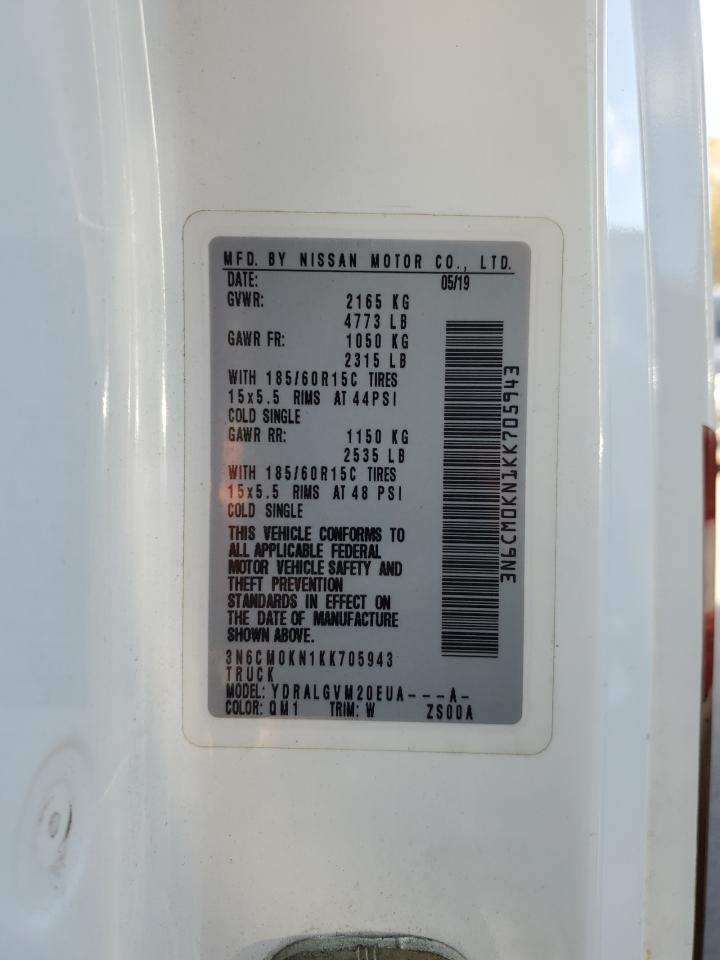 MFD. BY NISSAN MOTOR CO., LTD.
DATE: 05/19
GVWR: 2165 KG
4773 LB
GAWR FR: 1050 KG
2315 LB
WITH 185/60R15C TIRES
15x5.5 RIMS AT 44PSI
COLD SINGLE
GAWR RR: 1150 KG
2535 LB
WITH 185/60R15C TIRES
15x5.5 RIMS AT 48 PSI
COLD SINGLE
THIS VEHICLE CONFORMS TO
ALL APPLICABLE FEDERAL
MOTOR VEHICLE SAFETY AND
THEFT PREVENTION
STANDARDS IN EFFECT ON
THE DATE OF MANUFACTURE
SHOWN ABOVE.
3N6CM0KN1KK705943
TRUCK
MODEL: YDRALGVM20EUA---A-
COLOR: QM1 TRIM: W ZS00A
3N6CM0KN1KK705943